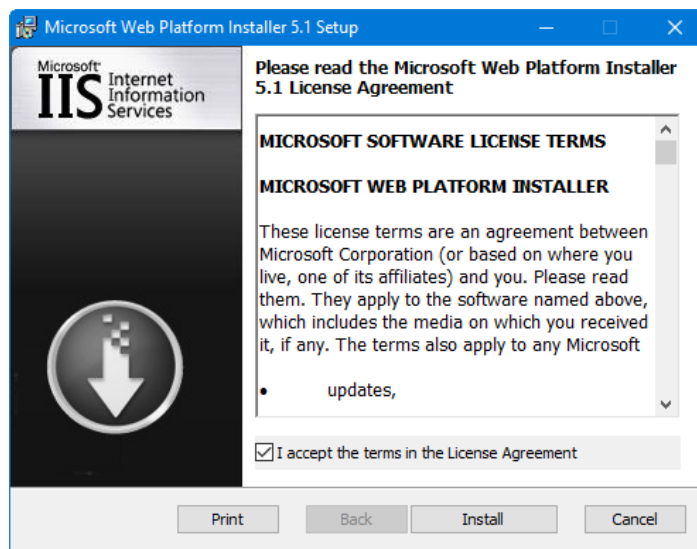 Microsoft Web Platform Installer 5.1 Setup
Microsoft
IIS Internet
Information
Services
Please read the Microsoft Web Platform Installer
5.1 License Agreement
MICROSOFT SOFTWARE LICENSE TERMS
MICROSOFT WEB PLATFORM INSTALLER
These license terms are an agreement between
Microsoft Corporation (or based on where you
live, one of its affiliates) and you. Please read
them. They apply to the software named above,
which includes the media on which you received
it, if any. The terms also apply to any Microsoft
• updates,
I accept the terms in the License Agreement
Print Back Install Cancel